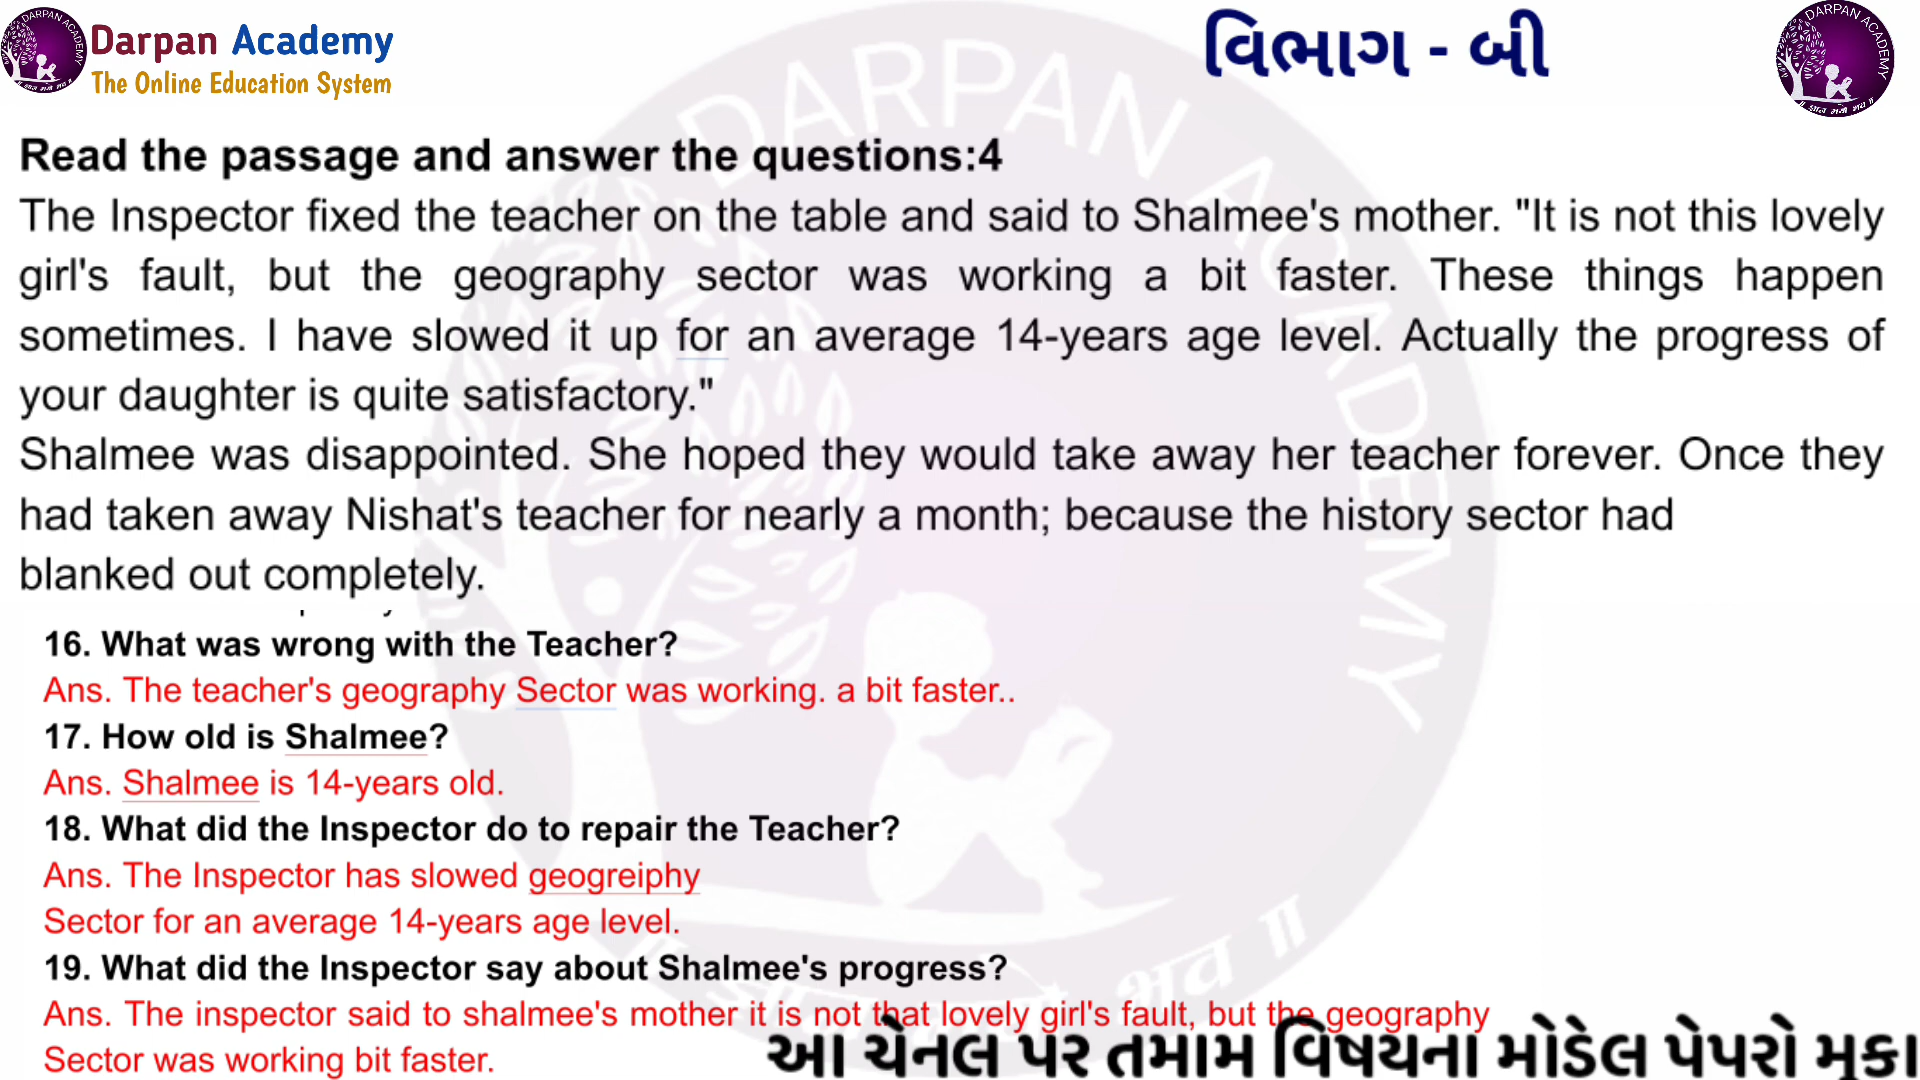 Darpan Academy
The Online Education System
વિભાગ - બી
DARPAN ACADEMY
Read the passage and answer the questions:4
The Inspector fixed the teacher on the table and said to Shalmee's mother. "It is not this lovely
girl's fault, but the geography sector was working a bit faster. These things happen
sometimes. I have slowed it up for an average 14-years age level. Actually the progress of
your daughter is quite satisfactory."
Shalmee was disappointed. She hoped they would take away her teacher forever. Once they
had taken away Nishat's teacher for nearly a month; because the history sector had
blanked out completely.
16. What was wrong with the Teacher?
Ans. The teacher's geography Sector was working. a bit faster..
17. How old is Shalmee?
Ans. Shalmee is 14-years old.
18. What did the Inspector do to repair the Teacher?
Ans. The Inspector has slowed geogreiphy
Sector for an average 14-years age level.
19. What did the Inspector say about Shalmee's progress?
Ans. The inspector said to shalmee's mother it is not that lovely girl's fault, but the geography
Sector was working bit faster.
આ ચેનલ પર તમામ વિષયના મોડેલ પેપરો મૂકા